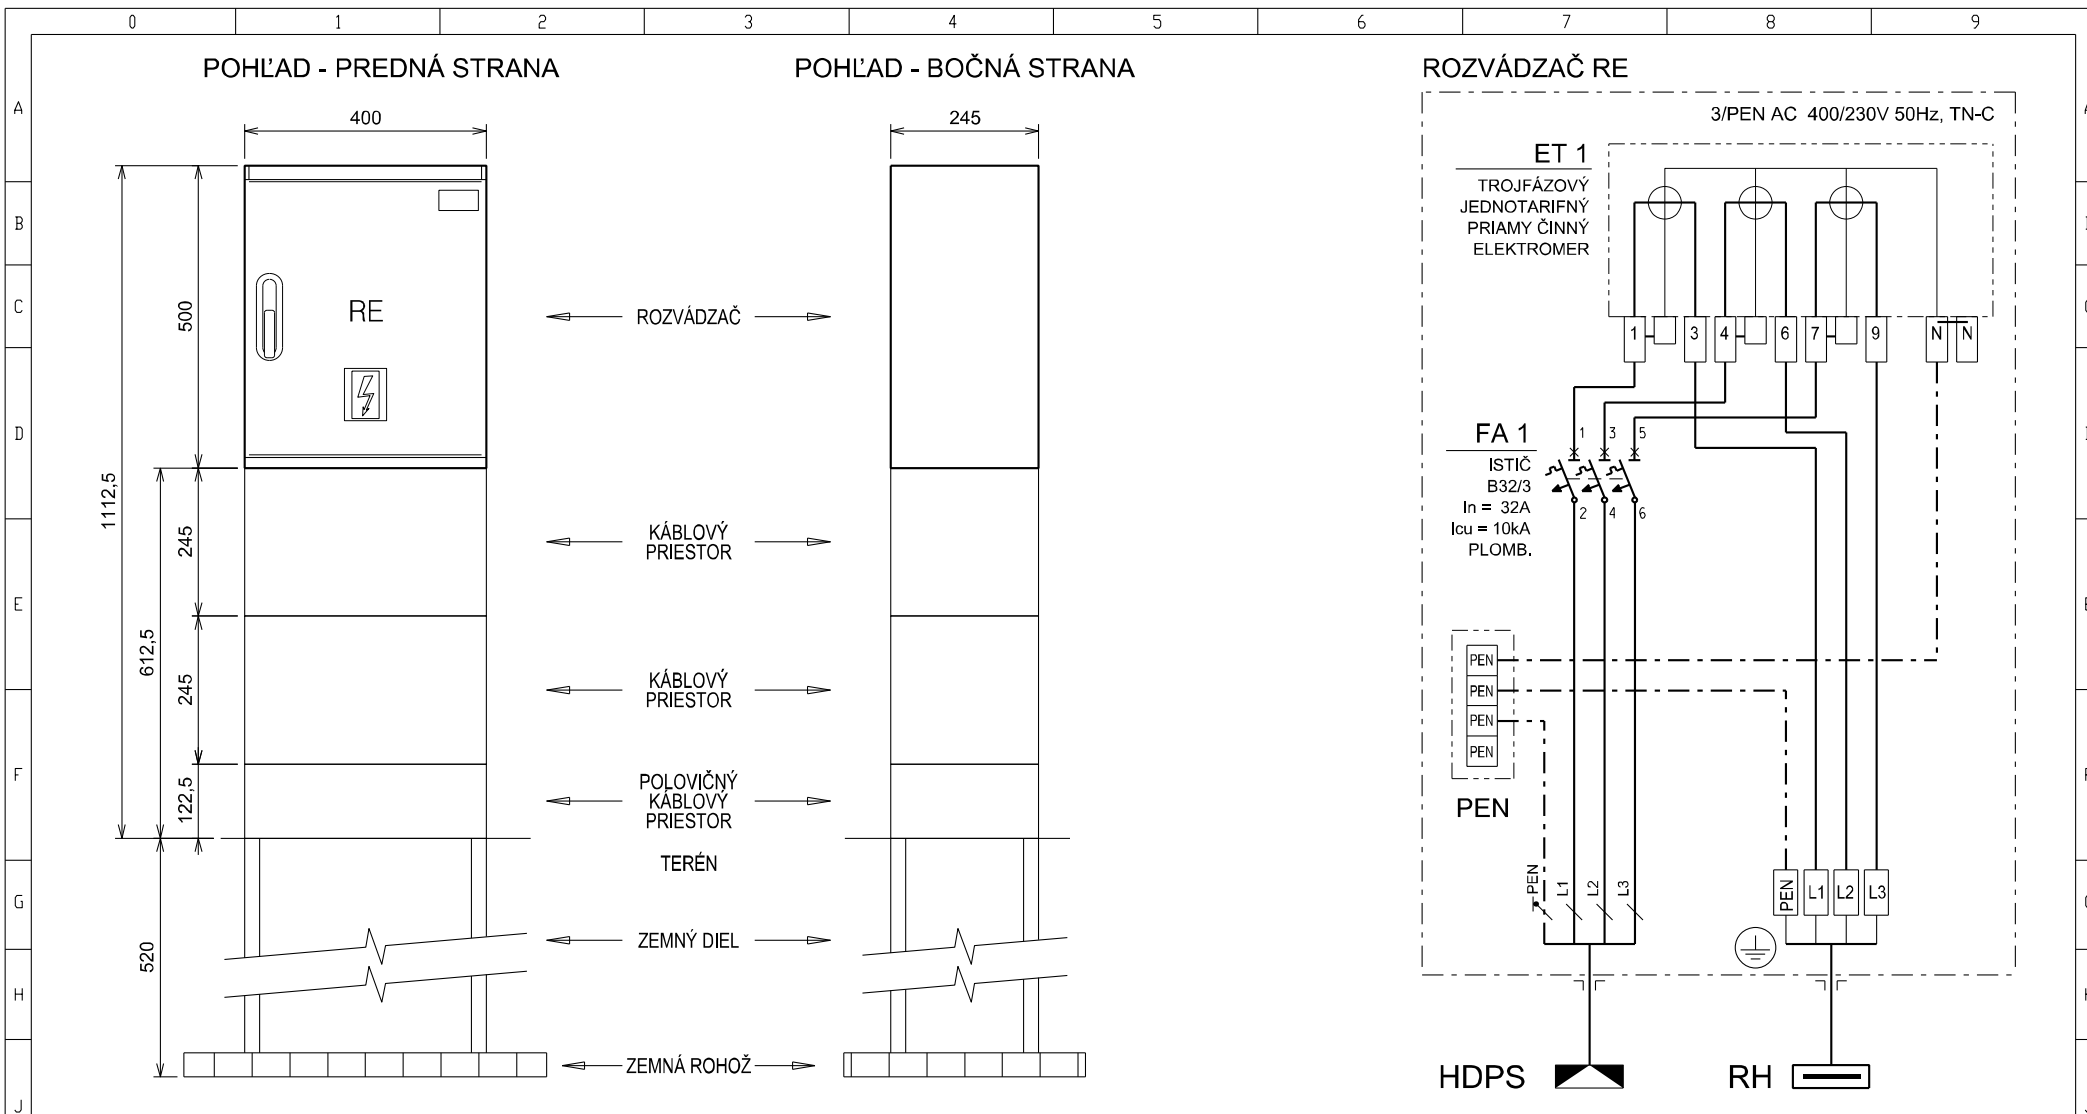 0 1 2 3 4 5 6 7 8 9
POHĽAD - PREDNÁ STRANA
POHĽAD - BOČNÁ STRANA
ROZVÁDZAČ RE
A
B
C
D
E
F
G
H
J
400
1112,5
500
612,5
245
245
122,5
520
RE
245
ROZVÁDZAČ
KÁBLOVÝ
PRIESTOR
KÁBLOVÝ
PRIESTOR
POLOVIČNÝ
KÁBLOVÝ
PRIESTOR
TERÉN
ZEMNÝ DIEL
ZEMNÁ ROHOŽ
3/PEN AC 400/230V 50Hz, TN-C
ET 1
TROJFÁZOVÝ
JEDNOTARIFNÝ
PRIAMY ČINNÝ
ELEKTROMER
1 3 4 6 7 9 N N
FA 1
ISTIČ
B32/3
In = 32A
Icu = 10kA
PLOMB.
1 3 5
2 4 6
PEN
PEN
PEN
PEN
PEN
PEN L1 L2 L3
PEN L1 L2 L3
HDPS
RH